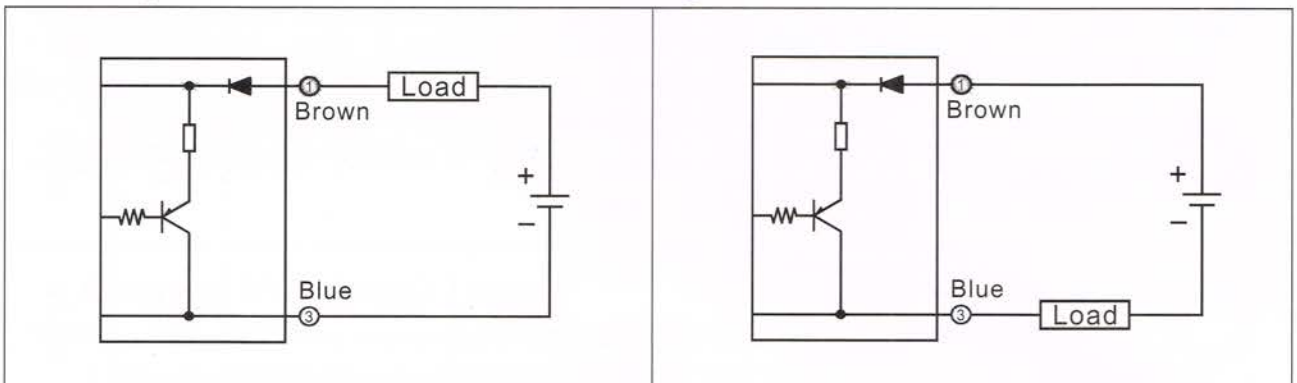 ① Load
Brown
+
−
Blue
③
① 
Brown
+
−
Blue
③ Load